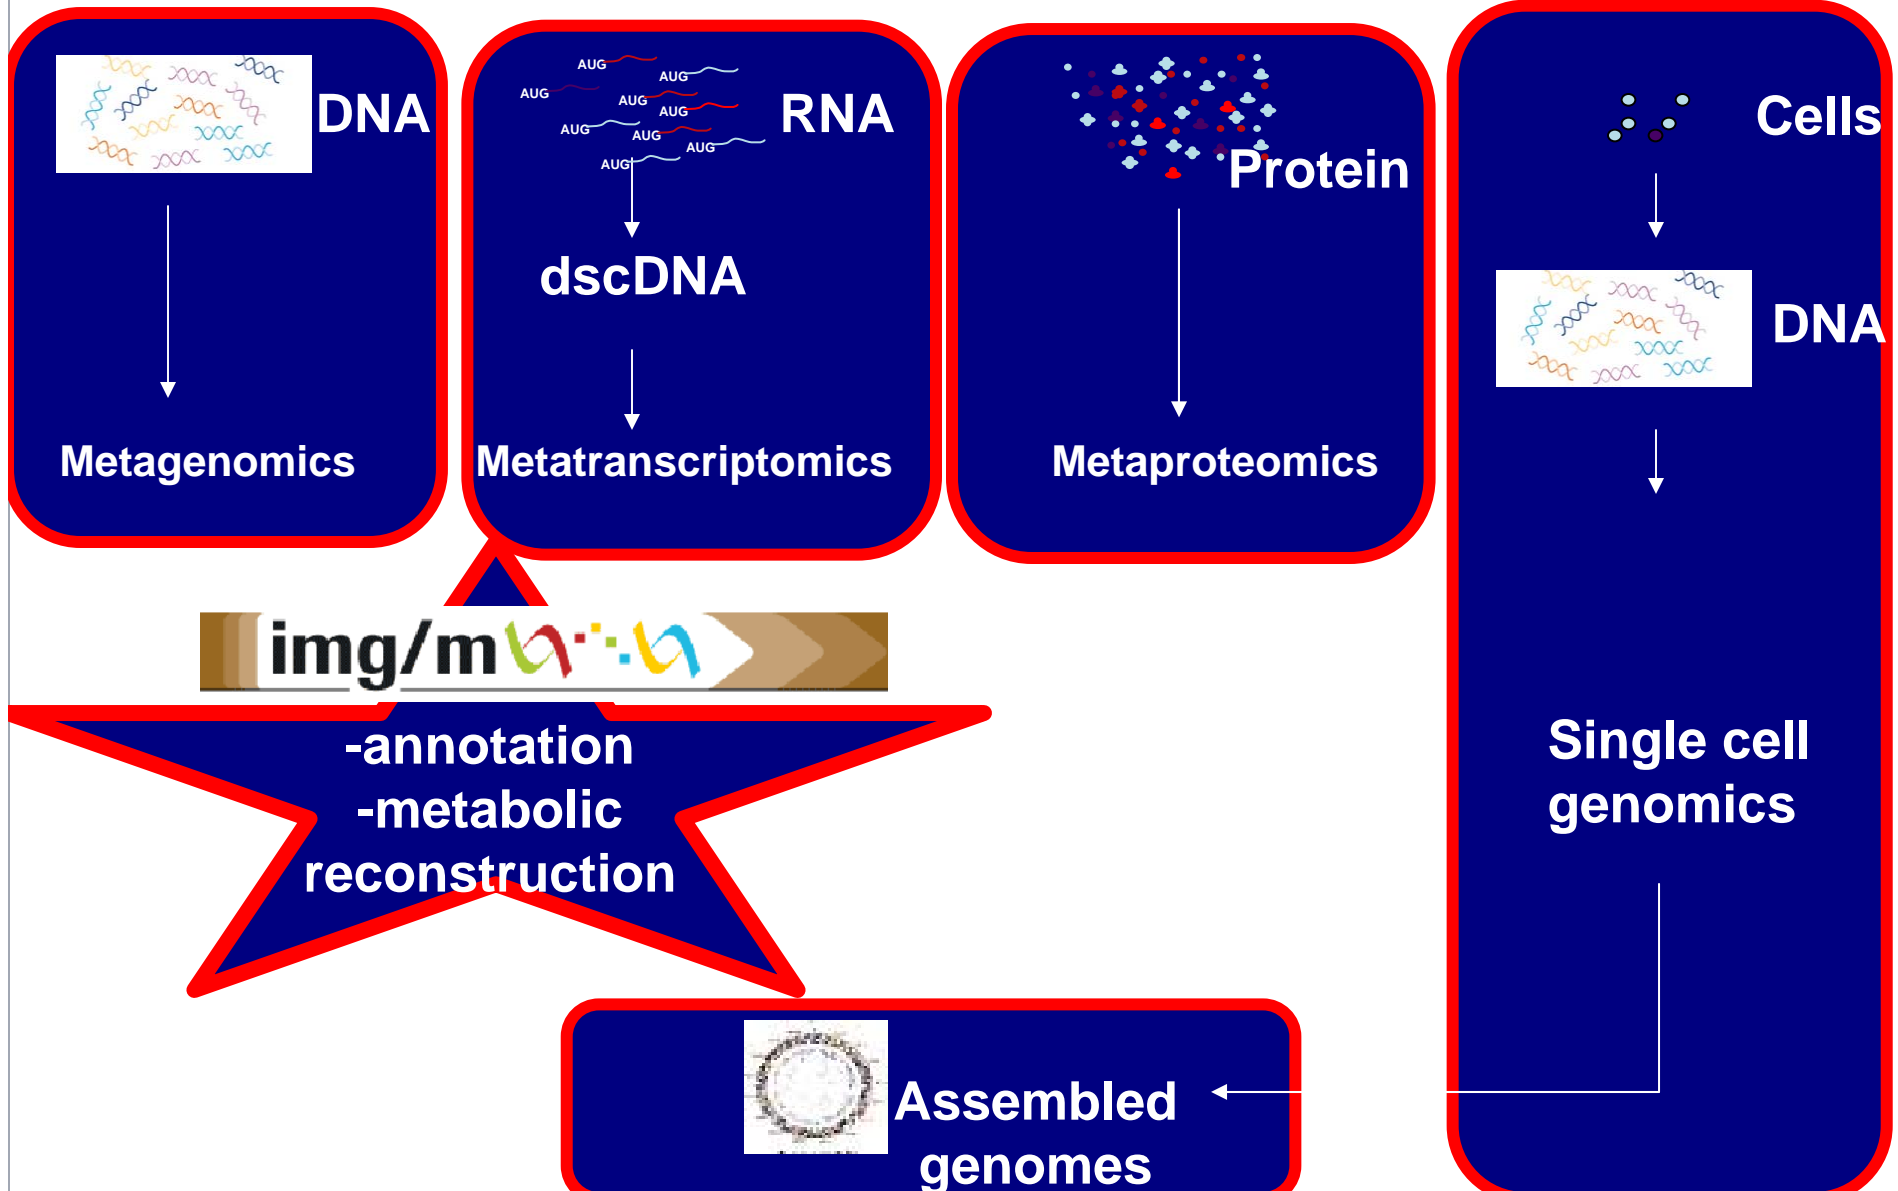 DNA
Metagenomics
AUG
AUG
AUG
AUG
AUG
AUG
AUG
AUG
AUG
RNA
dscDNA
Metatranscriptomics
Protein
Metaproteomics
Cells
DNA
Single cell
genomics
img/m
-annotation
-metabolic
reconstruction
Assembled
genomes